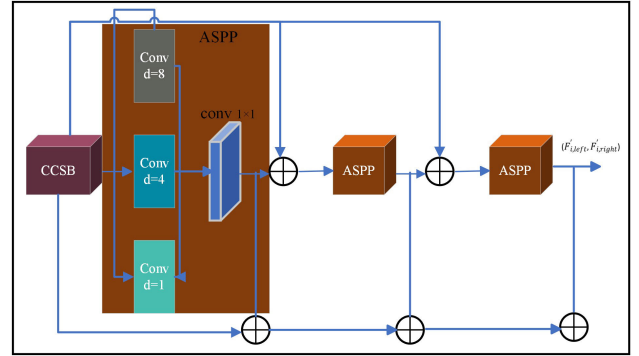 ASPP
Conv
d=8
conv 1×1
CCSB
Conv
d=4
ASPP
ASPP
(F'i,left, F'i,right)
Conv
d=1